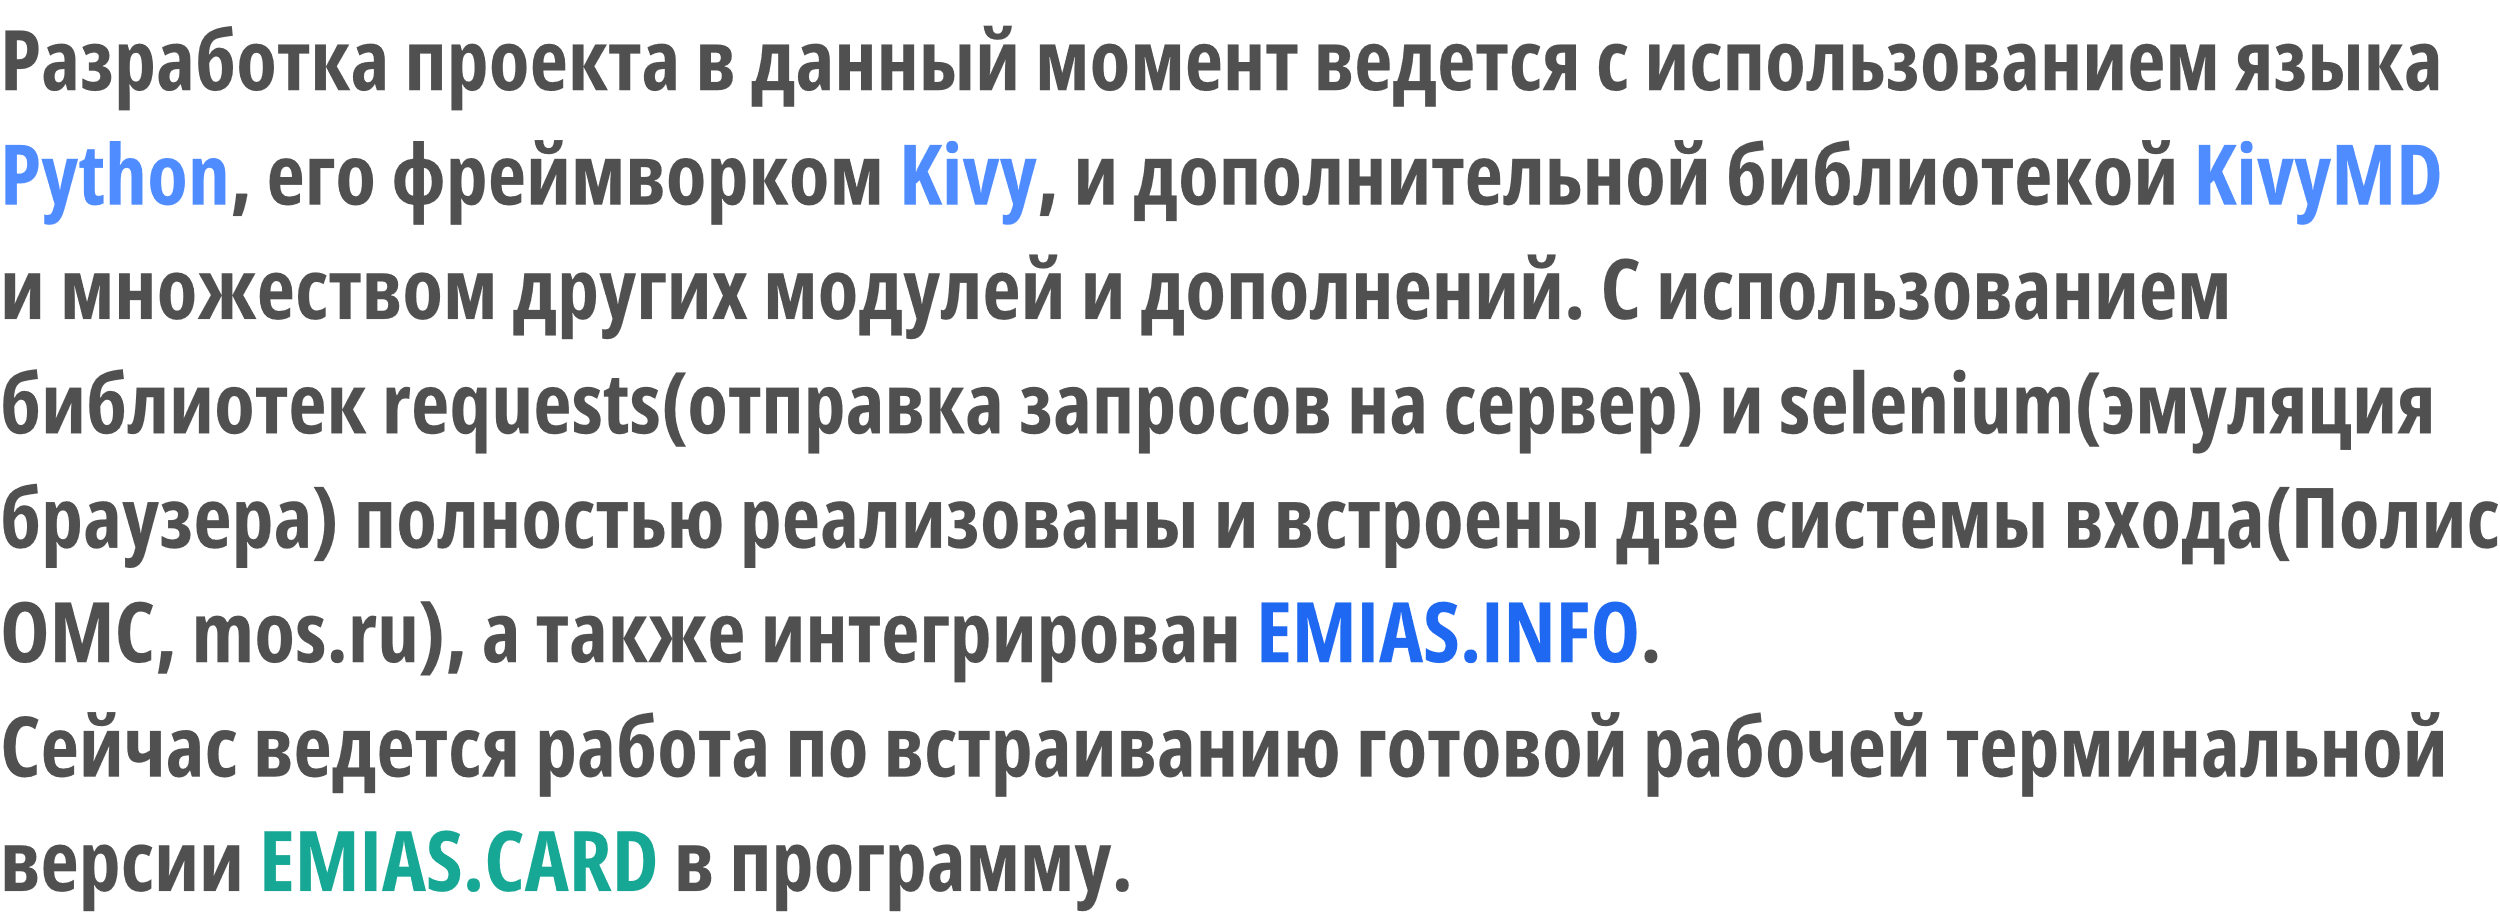 Разработка проекта в данный момент ведется с использованием языка
Python, его фреймворком Kivy, и дополнительной библиотекой KivyMD
и множеством других модулей и дополнений. С использованием
библиотек requests(отправка запросов на сервер) и selenium(эмуляция
браузера) полностью реализованы и встроены две системы входа(Полис
ОМС, mos.ru), а также интегрирован EMIAS.INFO.
Сейчас ведется работа по встраиванию готовой рабочей терминальной
версии EMIAS.CARD в программу.